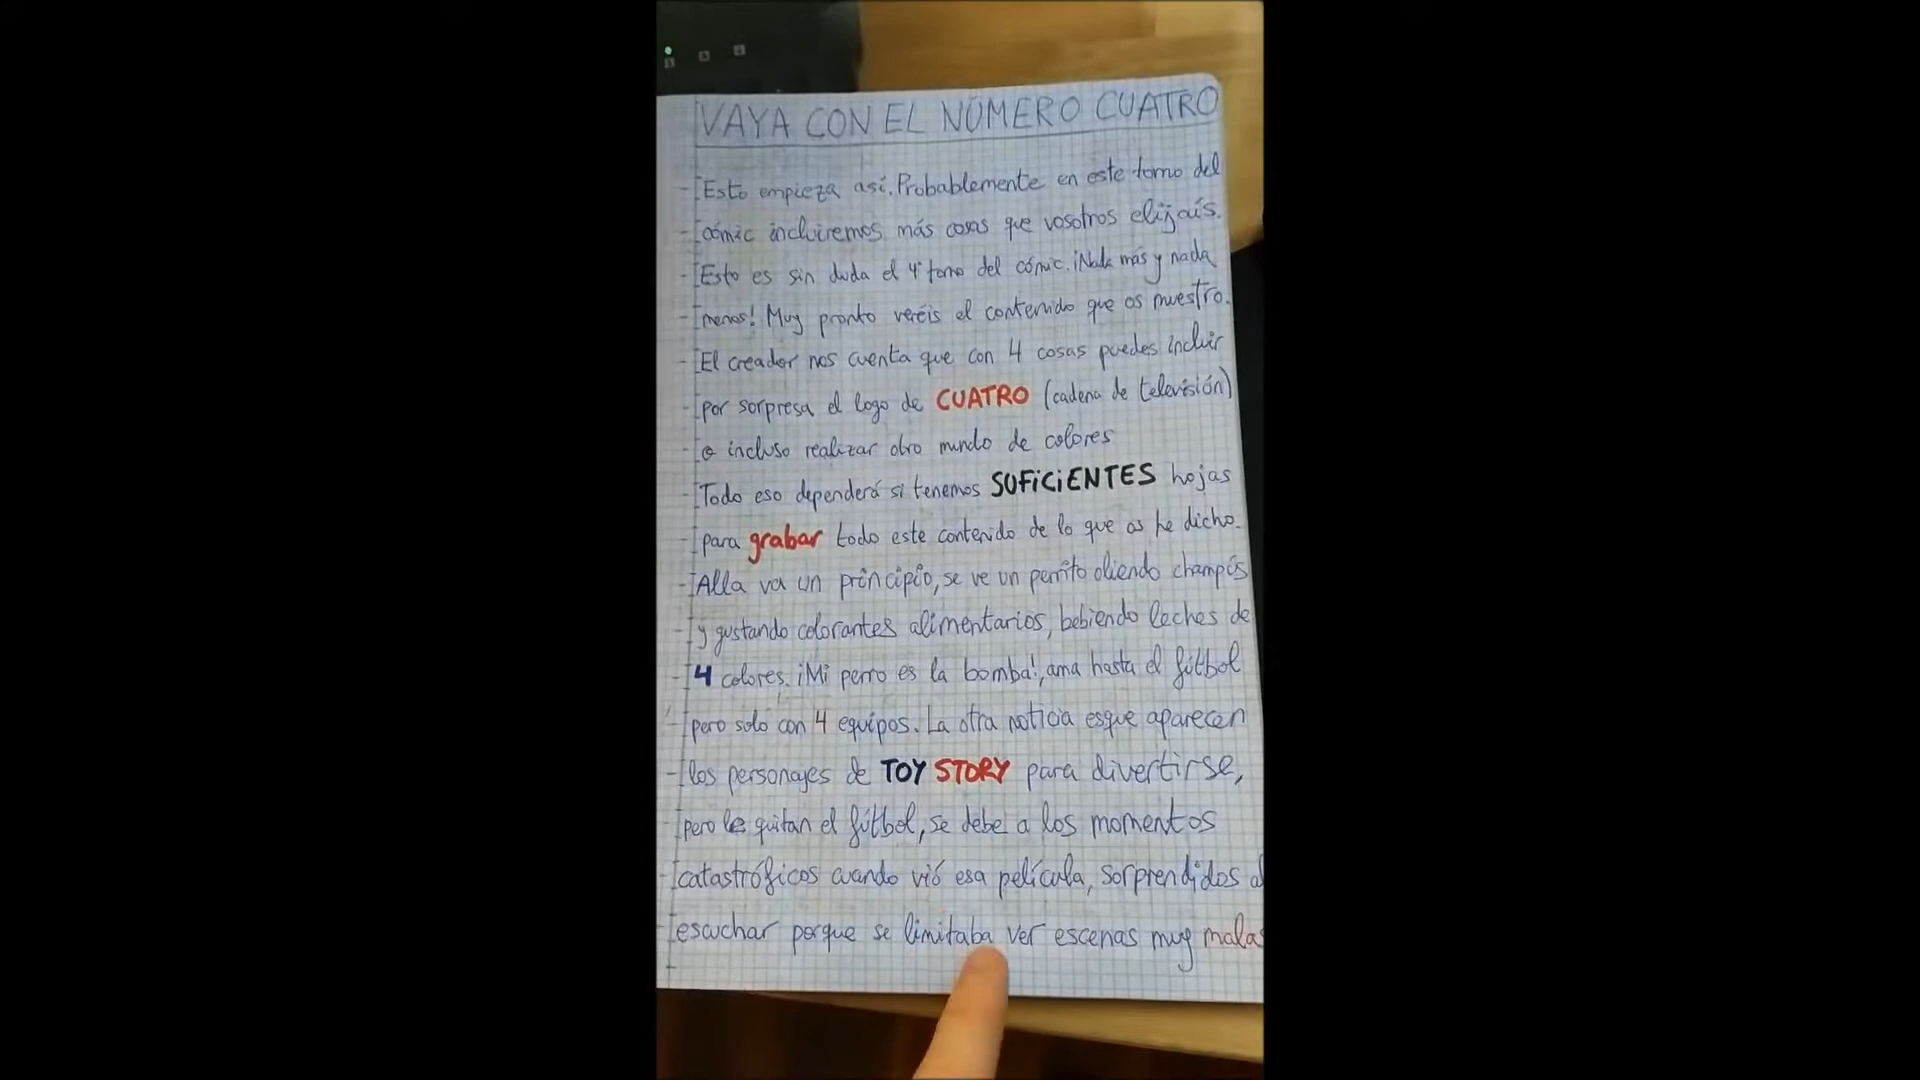 VAYA CON EL NÚMERO CUATRO
Esto empieza así. Probablemente en este tomo del
cómic incluiremos más cosas que vosotros elijaís.
Esto es sin duda el 4º tomo del cómic. ¡Nada más y nada
menos! Muy pronto veréis el contenido que os muestro.
El creador nos cuenta que con 4 cosas puedes incluir
por sorpresa el logo de CUATRO (cadena de televisión)
o incluso realizar otro mundo de colores
Todo eso dependerá si tenemos SUFiCiENTES hojas
para grabar todo este contenido de lo que os he dicho.
Alla va un principio, se ve un perrito oliendo champús
y gustando colorantes alimentarios, bebiendo leches de
4 colores. ¡Mi perro es la bomba!, ama hasta el fútbol
pero solo con 4 equipos. La otra noticia esque aparecen
los personajes de TOY STORY para divertirse,
pero le quitan el fútbol, se debe a los momentos
catastróficos cuando vió esa película, sorprendidos al
escuchar porque se limitaba ver escenas muy malas